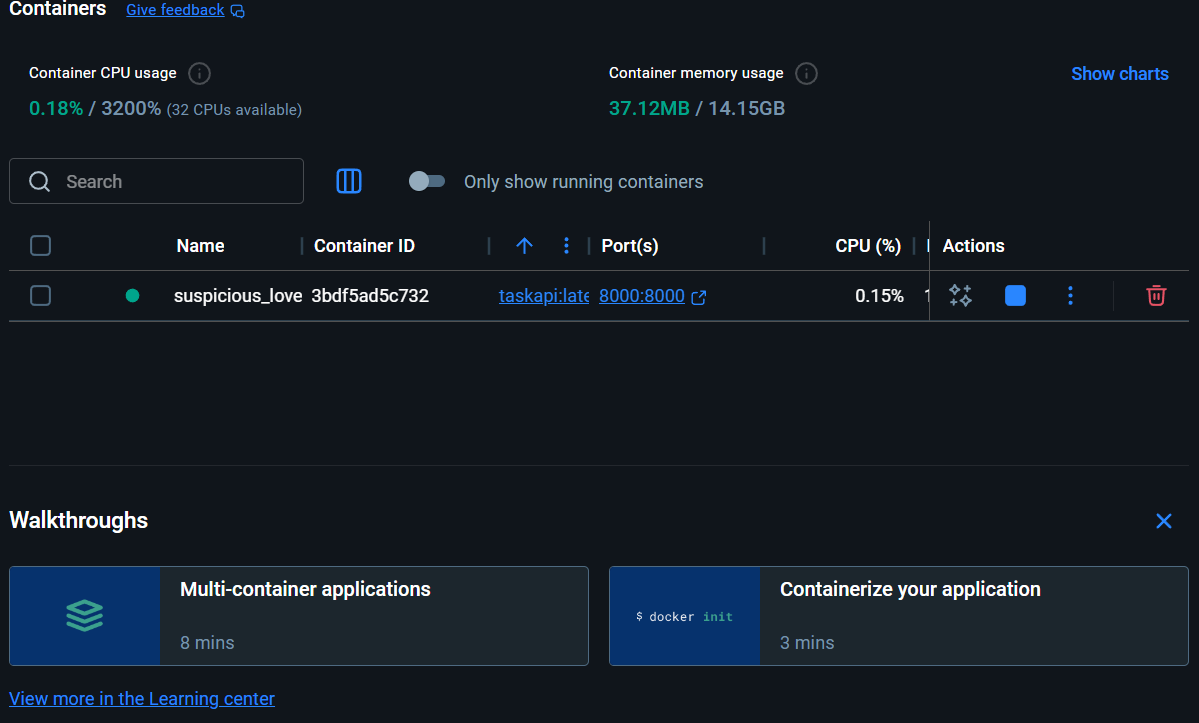 Containers Give feedback
Container CPU usage Container memory usage Show charts
0.18% / 3200% (32 CPUs available) 37.12MB / 14.15GB
Search Only show running containers
Name Container ID Port(s) CPU (%) Actions
suspicious_love 3bdf5ad5c732 taskapi:late 8000:8000 0.15%
Walkthroughs
Multi-container applications
8 mins
$ docker init
Containerize your application
3 mins
View more in the Learning center